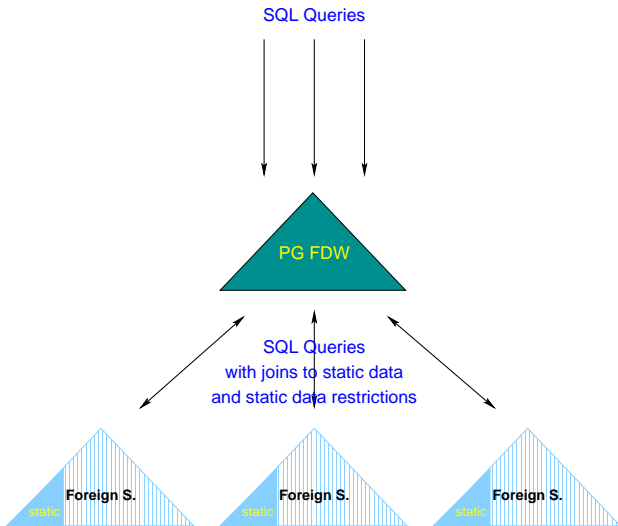 SQL Queries
PG FDW
SQL Queries
with joins to static data
and static data restrictions
Foreign S.
static
Foreign S.
static
Foreign S.
static